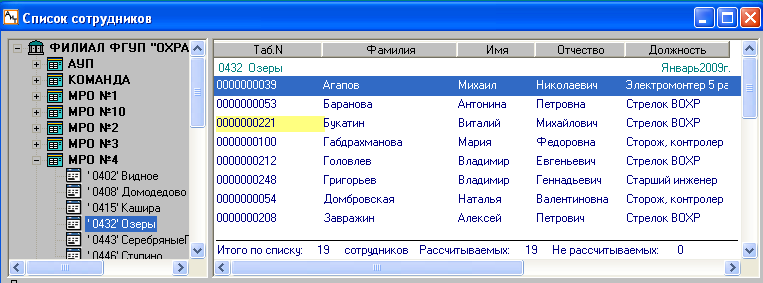 Список сотрудников
ФИЛИАЛ ФГУП "ОХРА
АУП
КОМАНДА
МРО №1
МРО №10
МРО №2
МРО №3
МРО №4
'0402' Видное
'0408' Домодедово
'0415' Кашира
'0432' Озеры
'0443' Серебряные
'0446' Ступино
Таб.N Фамилия Имя Отчество Должность
0432 Озеры Январь2009г.
0000000039 Агапов Михаил Николаевич Электромонтер 5 ра
0000000053 Баранова Антонина Петровна Стрелок ВОХР
0000000221 Букатин Виталий Михайлович Стрелок ВОХР
0000000100 Габдрахманова Мария Федоровна Сторож, контролер
0000000212 Головлев Владимир Евгеньевич Стрелок ВОХР
0000000248 Григорьев Владимир Геннадьевич Старший инженер
0000000054 Домбровская Наталья Валентиновна Сторож, контролер
0000000208 Завражин Алексей Петрович Стрелок ВОХР
Итого по списку: 19 сотрудников Рассчитываемых: 19 Не рассчитываемых: 0